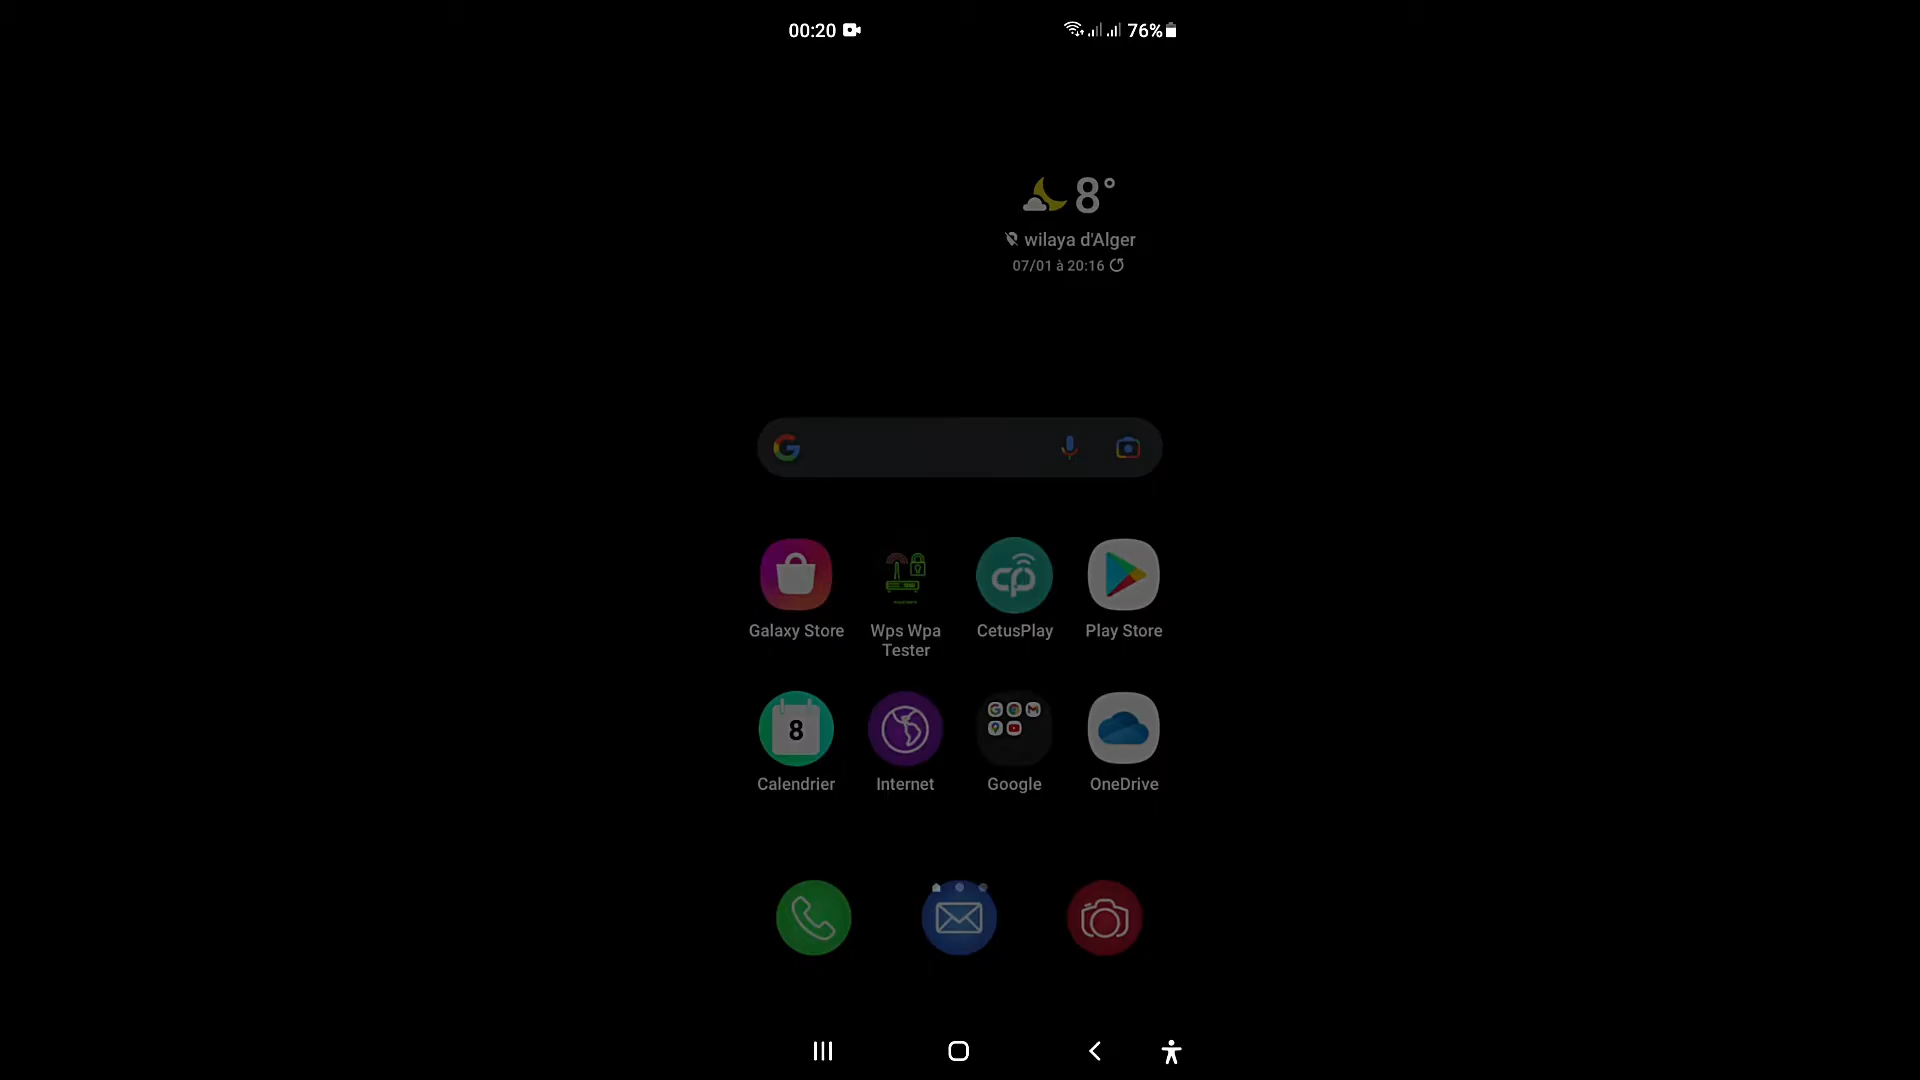 00:20
76%
8°
wilaya d'Alger
07/01 à 20:16
Galaxy Store
Wps Wpa
Tester
CetusPlay
Play Store
8
Calendrier
Internet
Google
OneDrive